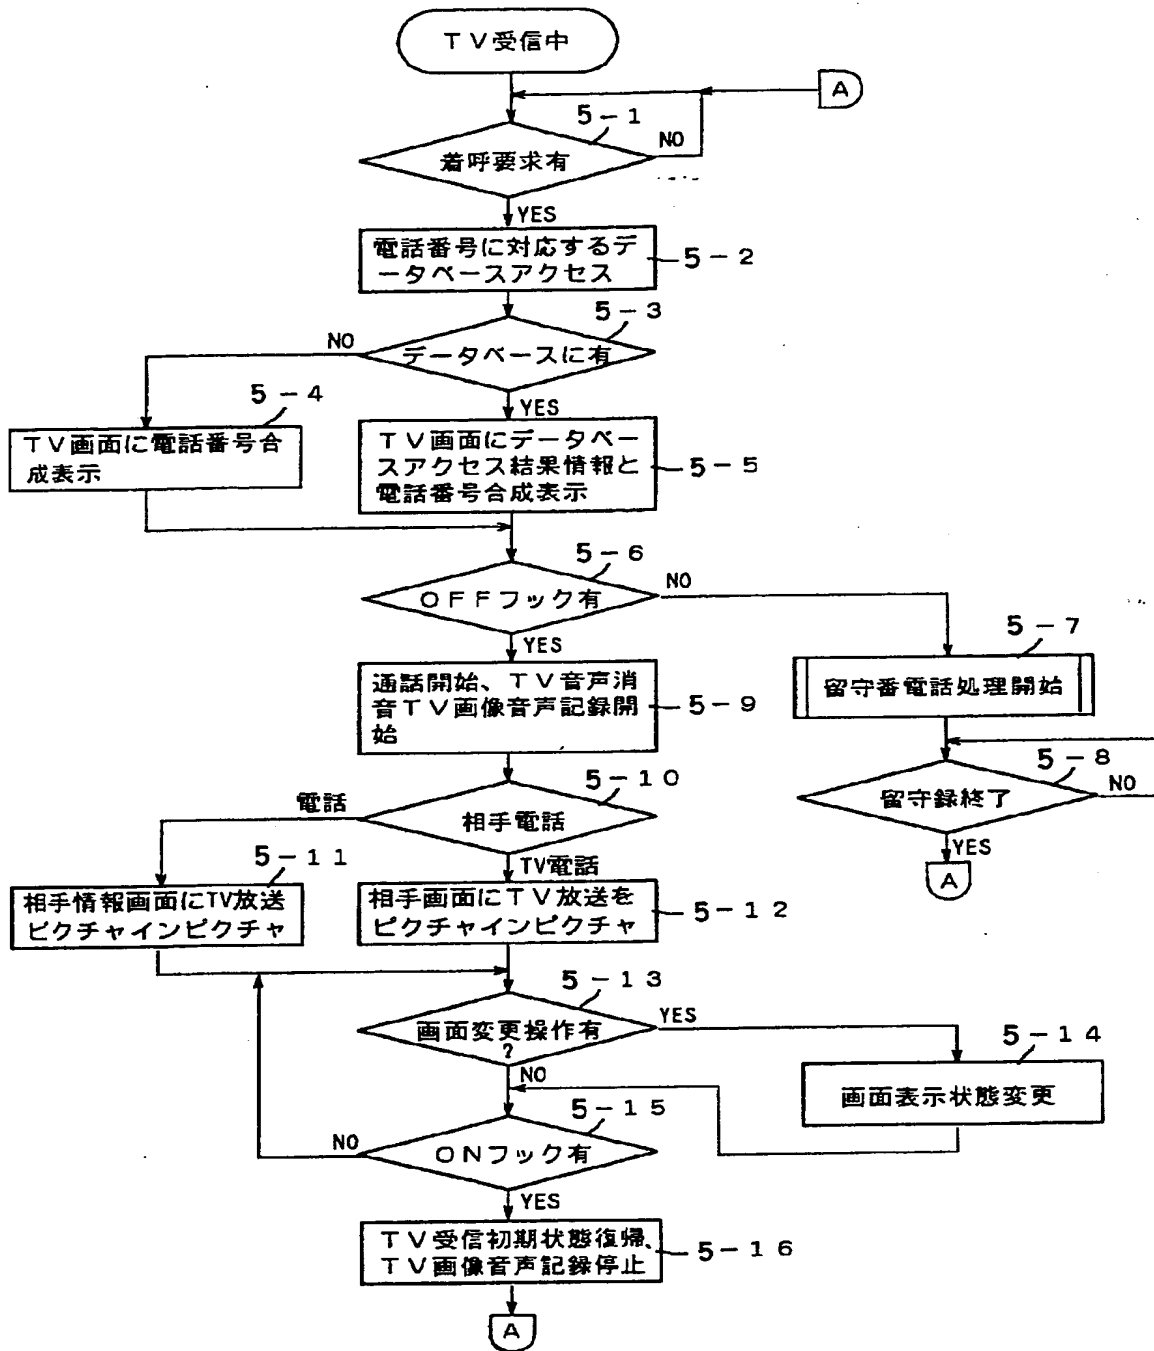 TV受信中
A
5-1
NO
着呼要求有
YES
電話番号に対応するデ
ータベースアクセス
5-2
5-3
NO
データベースに有
YES
5-4
TV画面に電話番号合
成表示
TV画面にデータベー
スアクセス結果情報と
電話番号合成表示
5-5
5-6
NO
OFFフック有
YES
5-7
留守番電話処理開始
通話開始、TV音声消
音TV画像音声記録開
始
5-9
5-8
NO
留守録終了
YES
A
5-10
電話
相手電話
TV電話
5-11
相手情報画面にTV放送
ピクチャインピクチャ
相手画面にTV放送を
ピクチャインピクチャ
5-12
5-13
YES
画面変更操作有
?
NO
5-14
画面表示状態変更
5-15
NO
ONフック有
YES
TV受信初期状態復帰、
TV画像音声記録停止
5-16
A